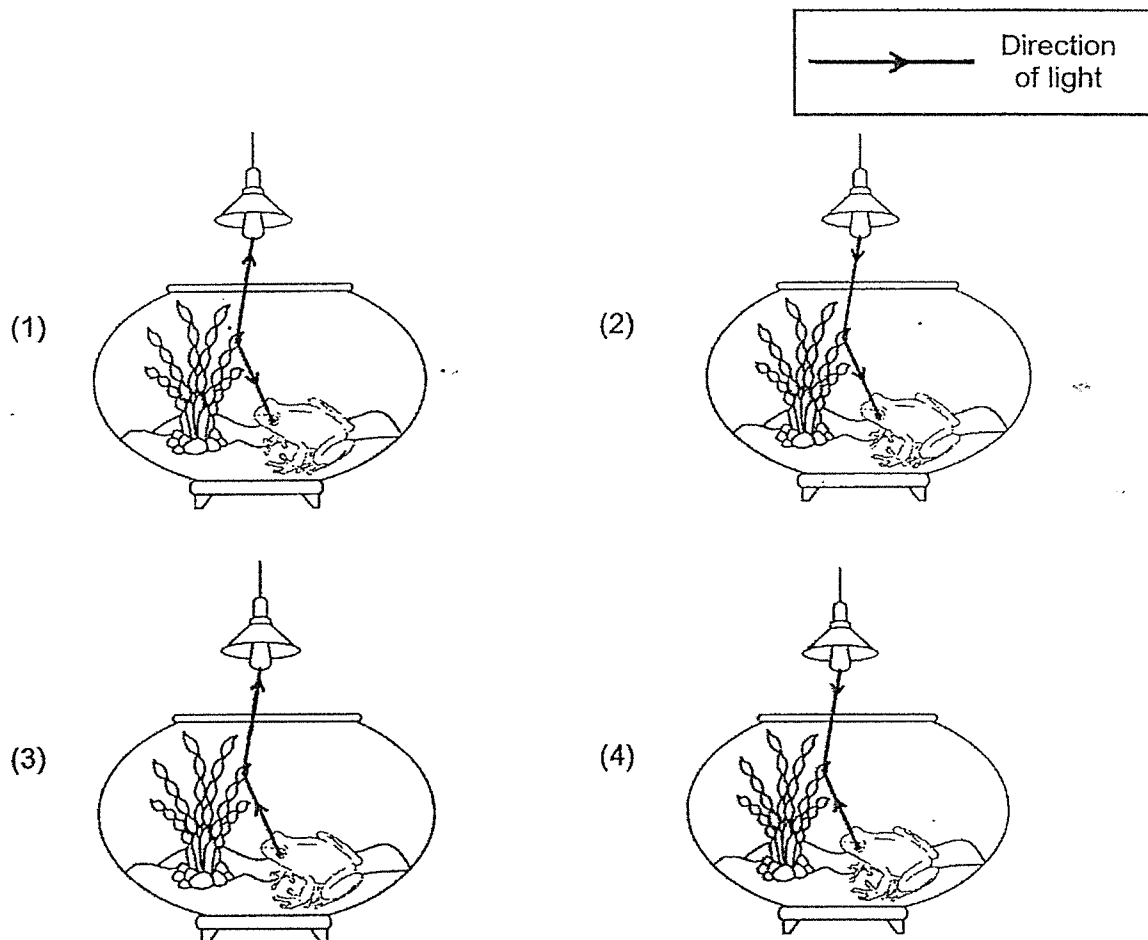 Direction
of light
(1)
(2)
(3)
(4)